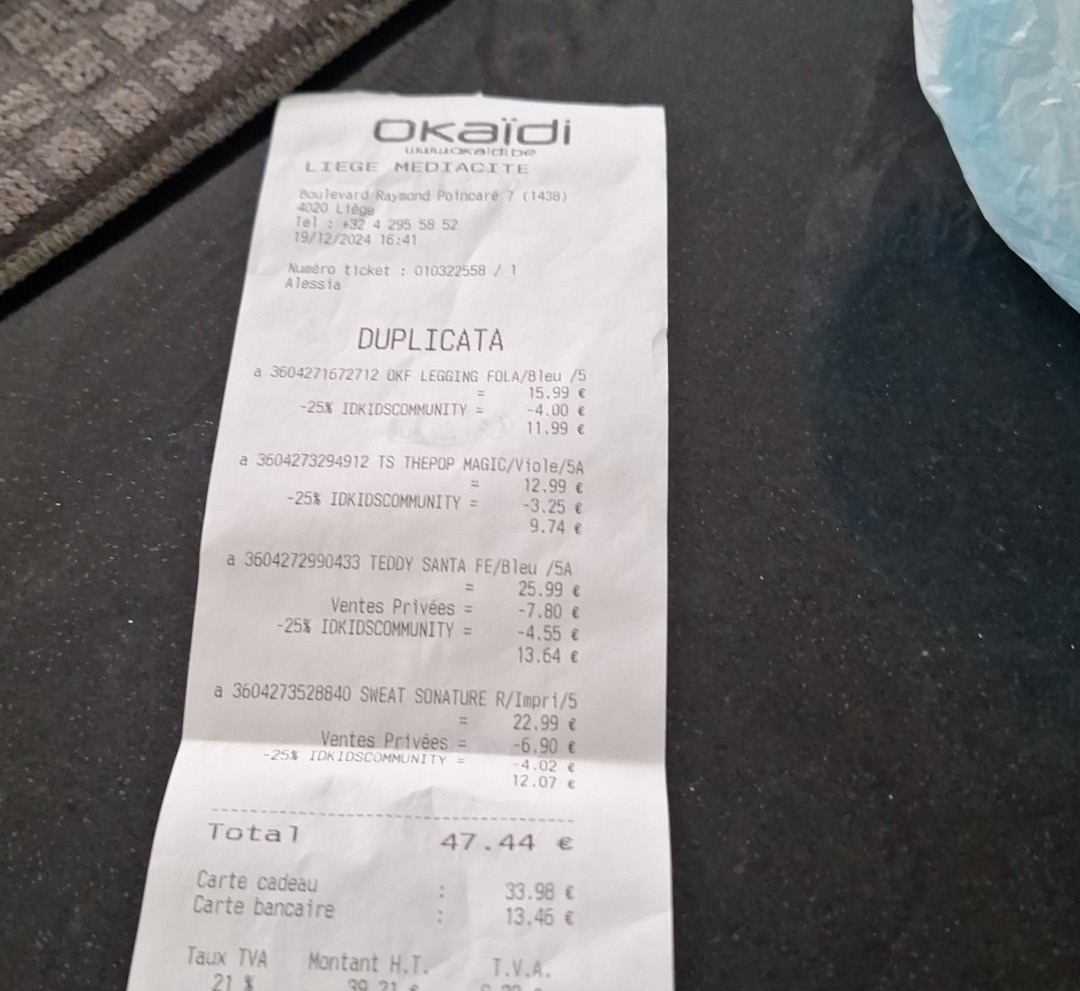 Okaïdi
www.okaidi.be
LIEGE MEDIACITE
Boulevard Raymond Poincaré 7 (1438)
4020 Liège
Tel : +32 4 295 58 52
19/12/2024 16:41
Numéro ticket : 010322558 / 1
Alessia
DUPLICATA
a 3604271672712 OKF LEGGING FOLA/Bleu /5
= 15.99 €
-25% IDKIDSCOMMUNITY = -4.00 €
11.99 €
a 3604273294912 TS THEPOP MAGIC/Viole/5A
= 12.99 €
-25% IDKIDSCOMMUNITY = -3.25 €
9.74 €
a 3604272990433 TEDDY SANTA FE/Bleu /5A
= 25.99 €
Ventes Privées = -7.80 €
-25% IDKIDSCOMMUNITY = -4.55 €
13.64 €
a 3604273528840 SWEAT SONATURE R/Impri/5
= 22.99 €
Ventes Privées = -6.90 €
-25% IDKIDSCOMMUNITY = -4.02 €
12.07 €
Total 47.44 €
Carte cadeau : 33.98 €
Carte bancaire : 13.46 €
Taux TVA Montant H.T. T.V.A.
21 % 39.21 €